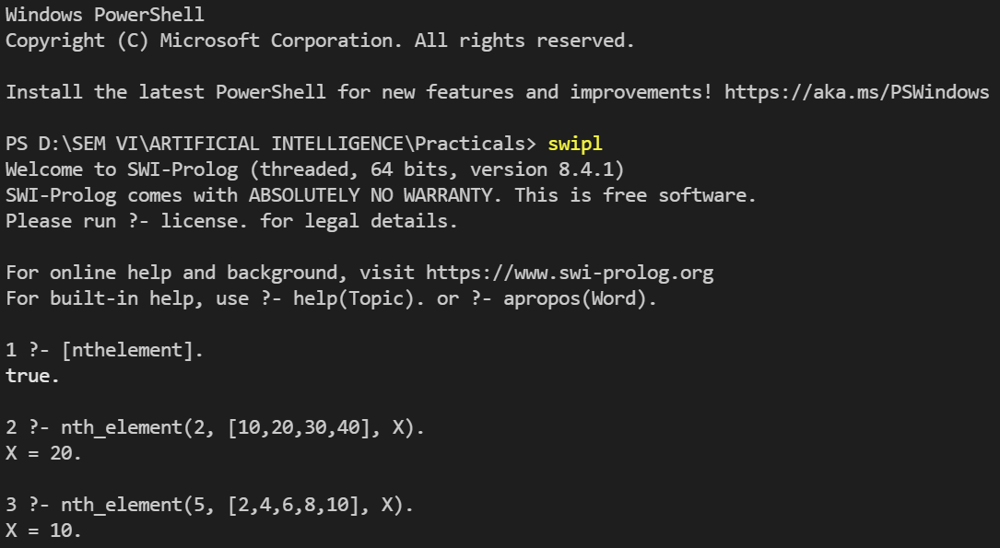 Windows PowerShell
Copyright (C) Microsoft Corporation. All rights reserved.
Install the latest PowerShell for new features and improvements! https://aka.ms/PSWindows
PS D:\SEM VI\ARTIFICIAL INTELLIGENCE\Practicals> swipl
Welcome to SWI-Prolog (threaded, 64 bits, version 8.4.1)
SWI-Prolog comes with ABSOLUTELY NO WARRANTY. This is free software.
Please run ?- license. for legal details.
For online help and background, visit https://www.swi-prolog.org
For built-in help, use ?- help(Topic). or ?- apropos(Word).
1 ?- [nthelement].
true.
2 ?- nth_element(2, [10,20,30,40], X).
X = 20.
3 ?- nth_element(5, [2,4,6,8,10], X).
X = 10.